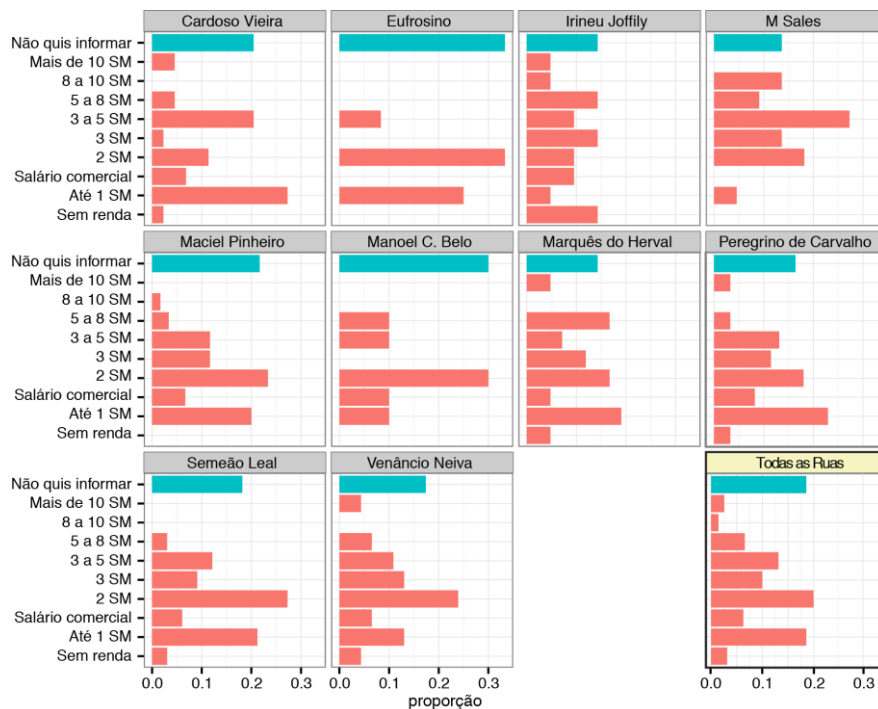 Cardoso Vieira
Eufrosino
Irineu Joffily
M Sales
Não quis informar
Mais de 10 SM
8 a 10 SM
5 a 8 SM
3 a 5 SM
3 SM
2 SM
Salário comercial
Até 1 SM
Sem renda
Maciel Pinheiro
Manoel C. Belo
Marquês do Herval
Peregrino de Carvalho
Não quis informar
Mais de 10 SM
8 a 10 SM
5 a 8 SM
3 a 5 SM
3 SM
2 SM
Salário comercial
Até 1 SM
Sem renda
Semeão Leal
Venâncio Neiva
Todas as Ruas
Não quis informar
Mais de 10 SM
8 a 10 SM
5 a 8 SM
3 a 5 SM
3 SM
2 SM
Salário comercial
Até 1 SM
Sem renda
0.0 0.1 0.2 0.3 0.0 0.1 0.2 0.3 0.0 0.1 0.2 0.3
proporção